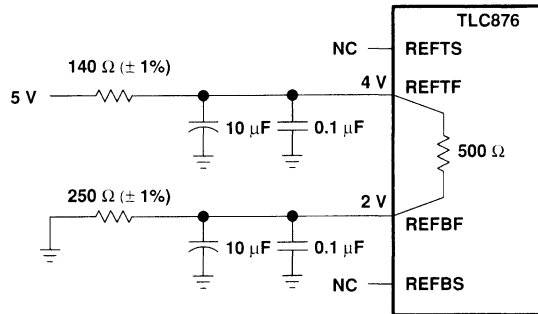 TLC876
NC
REFTS
140 Ω (± 1%)
5 V
4 V
REFTF
10 μF
0.1 μF
500 Ω
250 Ω (± 1%)
2 V
REFBF
10 μF
0.1 μF
NC
REFBS